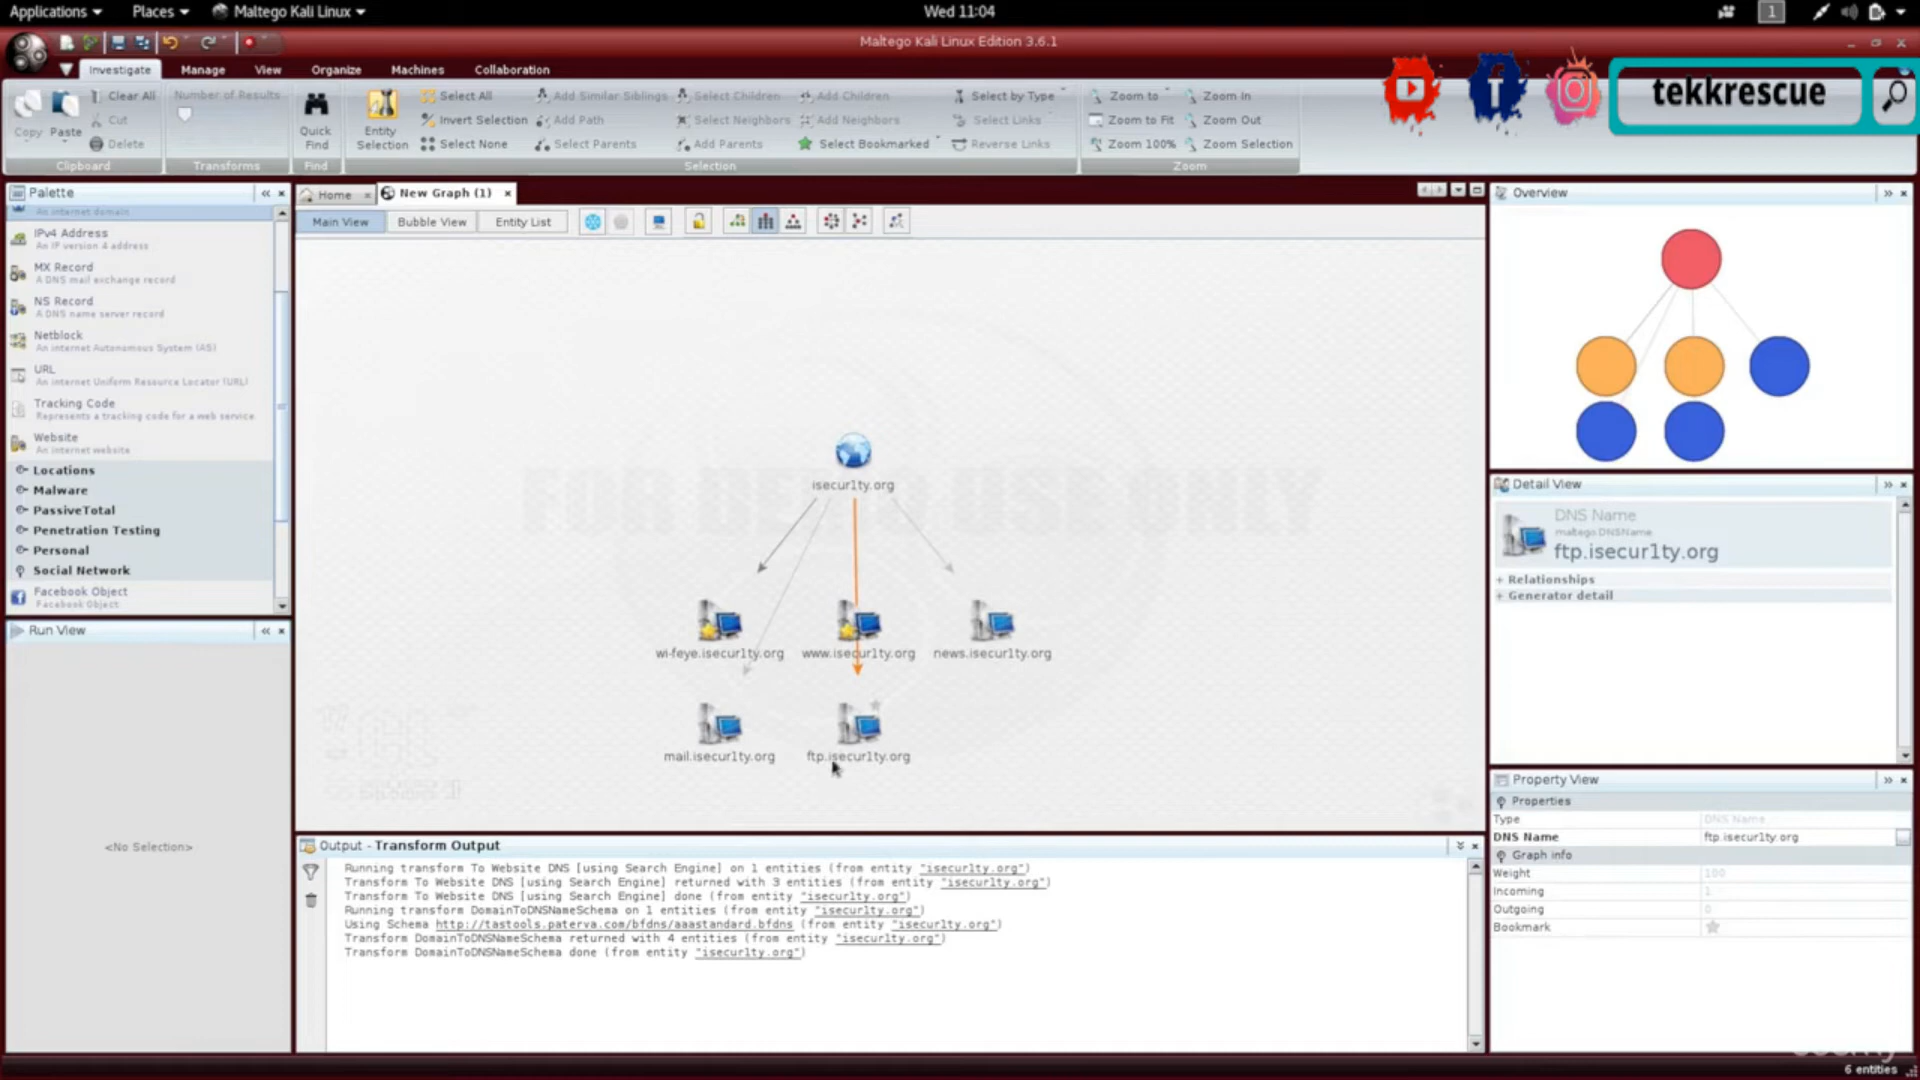 Applications
Places
Maltego Kali Linux
Wed 11:04
1
Maltego Kali Linux Edition 3.6.1
Investigate
Manage
View
Organize
Machines
Collaboration
tekkrescue
Copy
Paste
Clear All
Cut
Delete
Clipboard
Number of Results
Transforms
Quick
Find
Find
Entity
Selection
Select All
Invert Selection
Select None
Add Similar Siblings
Add Path
Select Parents
Select Children
Select Neighbors
Add Parents
Add Children
Add Neighbors
Select Bookmarked
Select by Type
Select Links
Reverse Links
Selection
Zoom to
Zoom to Fit
Zoom 100%
Zoom In
Zoom Out
Zoom Selection
Zoom
Palette
An internet domain
IPv4 Address
An IP version 4 address
MX Record
A DNS mail exchange record
NS Record
A DNS name server record
Netblock
An internet Autonomous System (AS)
URL
An internet Uniform Resource Locator (URL)
Tracking Code
Represents a tracking code for a web service
Website
An internet website
Locations
Malware
PassiveTotal
Penetration Testing
Personal
Social Network
Facebook Object
Facebook Object
Run View
<No Selection>
Home
New Graph (1)
Main View
Bubble View
Entity List
isecur1ty.org
wi-feye.isecur1ty.org
www.isecur1ty.org
news.isecur1ty.org
mail.isecur1ty.org
ftp.isecur1ty.org
Output - Transform Output
Running transform To Website DNS [using Search Engine] on 1 entities (from entity "isecur1ty.org")
Transform To Website DNS [using Search Engine] returned with 3 entities (from entity "isecur1ty.org")
Transform To Website DNS [using Search Engine] done (from entity "isecur1ty.org")
Running transform DomainToDNSNameSchema on 1 entities (from entity "isecur1ty.org")
Using Schema http://tastools.paterva.com/bfdns/aaastandard.bfdns (from entity "isecur1ty.org")
Transform DomainToDNSNameSchema returned with 4 entities (from entity "isecur1ty.org")
Transform DomainToDNSNameSchema done (from entity "isecur1ty.org")
Overview
Detail View
DNS Name
maltego.DNSName
ftp.isecur1ty.org
+ Relationships
+ Generator detail
Property View
Properties
Type
DNS Name
DNS Name
ftp.isecur1ty.org
Graph info
Weight
100
Incoming
1
Outgoing
0
Bookmark
6 entities